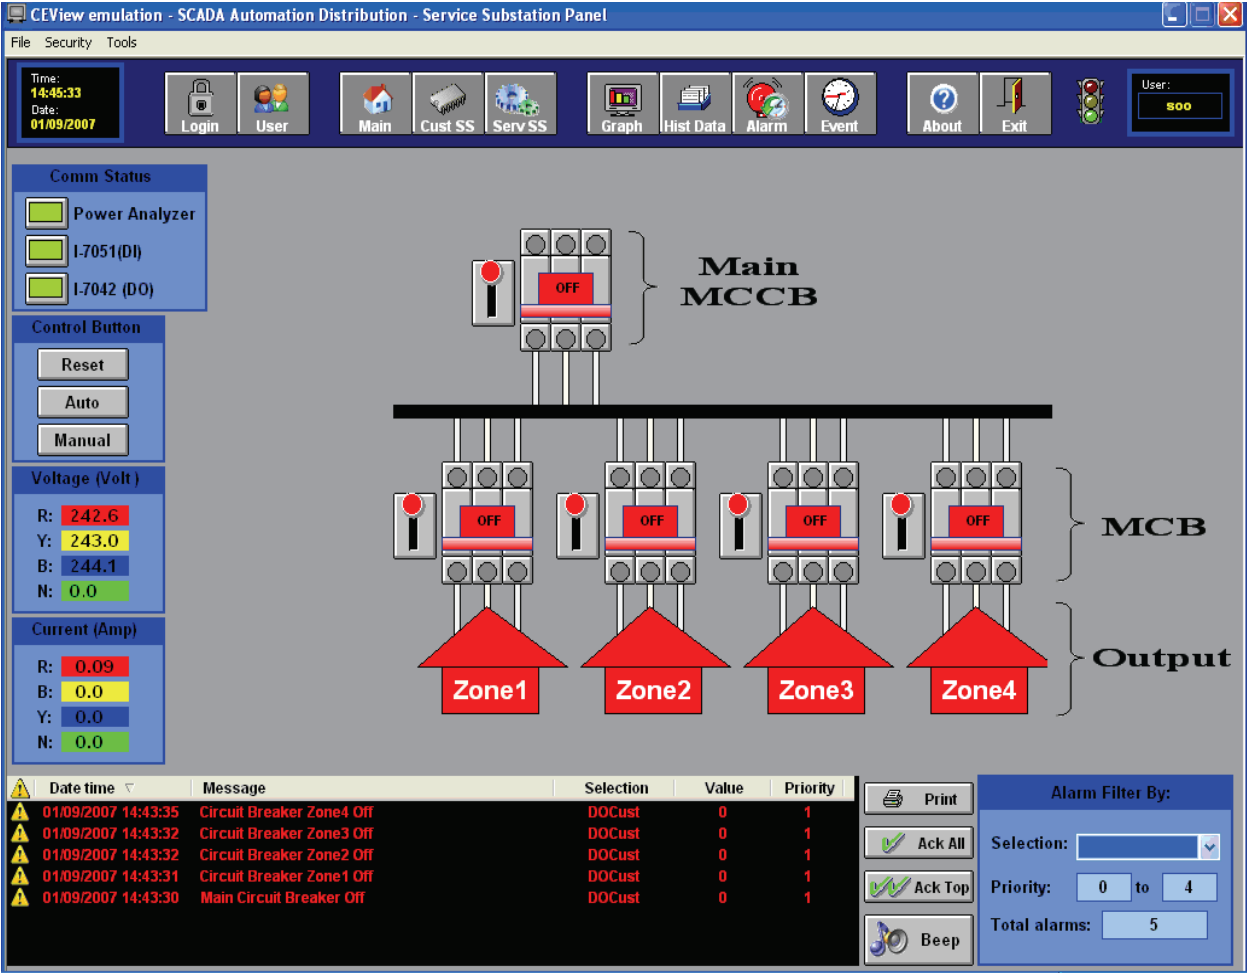 CEView emulation - SCADA Automation Distribution - Service Substation Panel
File Security Tools
Time:
14:45:33
Date:
01/09/2007
Login
User
Main
Cust SS
Serv SS
Graph
Hist Data
Alarm
Event
About
Exit
User:
soo
Comm Status
Power Analyzer
I-7051(DI)
I-7042 (DO)
Control Button
Reset
Auto
Manual
Voltage (Volt )
R: 242.6
Y: 243.0
B: 244.1
N: 0.0
Current (Amp)
R: 0.09
B: 0.0
Y: 0.0
N: 0.0
OFF
Main
MCCB
OFF
OFF
OFF
OFF
MCB
Zone1
Zone2
Zone3
Zone4
Output
Date time Message Selection Value Priority
01/09/2007 14:43:35 Circuit Breaker Zone4 Off DOCust 0 1
01/09/2007 14:43:32 Circuit Breaker Zone3 Off DOCust 0 1
01/09/2007 14:43:32 Circuit Breaker Zone2 Off DOCust 0 1
01/09/2007 14:43:31 Circuit Breaker Zone1 Off DOCust 0 1
01/09/2007 14:43:30 Main Circuit Breaker Off DOCust 0 1
Print
Ack All
Ack Top
Beep
Alarm Filter By:
Selection:
Priority: 0 to 4
Total alarms: 5